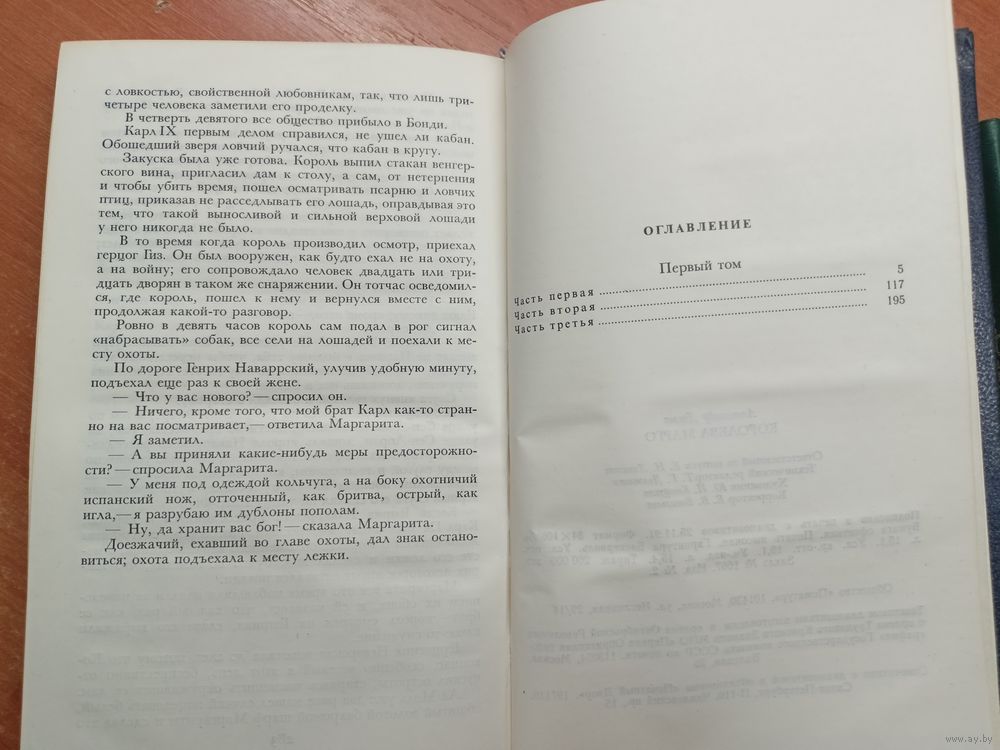 с ловкостью, свойственной любовникам, так, что лишь три-
четыре человека заметили его проделку.
В четверть девятого все общество прибыло в Бонди.
Карл IX первым делом справился, не ушел ли кабан.
Обошедший зверя ловчий ручался, что кабан в кругу.
Закуска была уже готова. Король выпил стакан венгер-
ского вина, пригласил дам к столу, а сам, от нетерпения
и чтобы убить время, пошел осматривать псарню и ловчих
птиц, приказав не расседлывать его лошадь, оправдывая это
тем, что такой выносливой и сильной верховой лошади
у него никогда не было.
В то время когда король производил осмотр, приехал
герцог Гиз. Он был вооружен, как будто ехал не на охоту,
а на войну; его сопровождало человек двадцать или три-
дцать дворян в таком же снаряжении. Он тотчас осведомил-
ся, где король, пошел к нему и вернулся вместе с ним,
продолжая какой-то разговор.
Ровно в девять часов король сам подал в рог сигнал
«набрасывать» собак, все сели на лошадей и поехали к ме-
сту охоты.
По дороге Генрих Наваррский, улучив удобную минуту,
подъехал еще раз к своей жене.
— Что у вас нового? — спросил он.
— Ничего, кроме того, что мой брат Карл как-то стран-
но на вас посматривает, — ответила Маргарита.
— Я заметил.
— А вы приняли какие-нибудь меры предосторожно-
сти? — спросила Маргарита.
— У меня под одеждой кольчуга, а на боку охотничий
испанский нож, отточенный, как бритва, острый, как
игла, — я разрубаю им дублоны пополам.
— Ну, да хранит вас бог! — сказала Маргарита.
Доезжачий, ехавший во главе охоты, дал знак остано-
виться; охота подъехала к месту лежки.
ОГЛАВЛЕНИЕ
Первый том
Часть первая 5
Часть вторая 117
Часть третья 195
www.ay.by